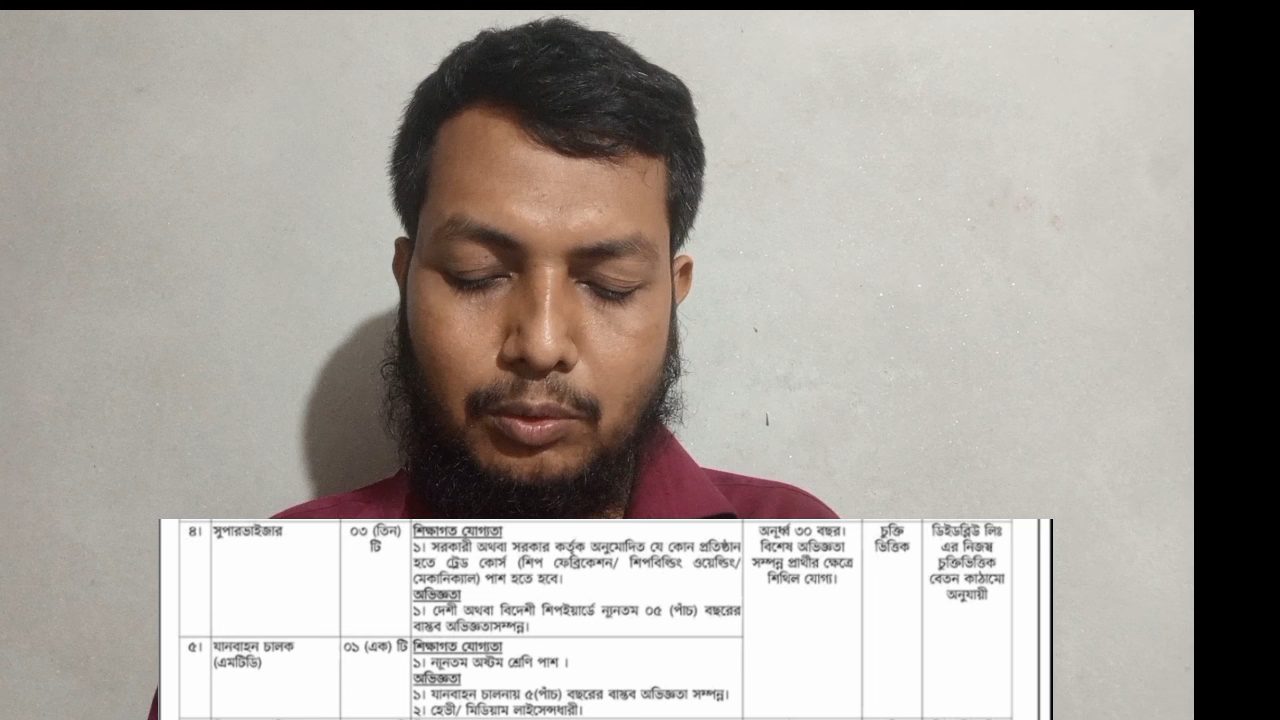 ৪।
সুপারভাইজার
০৩ (তিন)
টি
শিক্ষাগত যোগ্যতা
১। সরকারী অথবা সরকার কর্তৃক অনুমোদিত যে কোন প্রতিষ্ঠান
হতে ট্রেড কোর্স (শিপ ফেব্রিকেশন/ শিপবিল্ডিং ওয়েল্ডিং/
মেকানিক্যাল) পাশ হতে হবে।
অভিজ্ঞতা
১। দেশী অথবা বিদেশী শিপইয়ার্ডে ন্যূনতম ০৫ (পাঁচ) বছরের
বাস্তব অভিজ্ঞতাসম্পন্ন।
অনূর্ধ্ব ৩০ বছর।
বিশেষ অভিজ্ঞতা
সম্পন্ন প্রার্থীর ক্ষেত্রে
শিথিল যোগ্য।
চুক্তি
ভিত্তিক
ডিইডব্লিউ লিঃ
এর নিজস্ব
চুক্তিভিত্তিক
বেতন কাঠামো
অনুযায়ী
৫।
যানবাহন চালক
(এমটিডি)
০১ (এক) টি
শিক্ষাগত যোগ্যতা
১। ন্যূনতম অষ্টম শ্রেণি পাশ ।
অভিজ্ঞতা
১। যানবাহন চালনায় ৫(পাঁচ) বছরের বাস্তব অভিজ্ঞতা সম্পন্ন।
২। হেভী/ মিডিয়াম লাইসেন্সধারী।